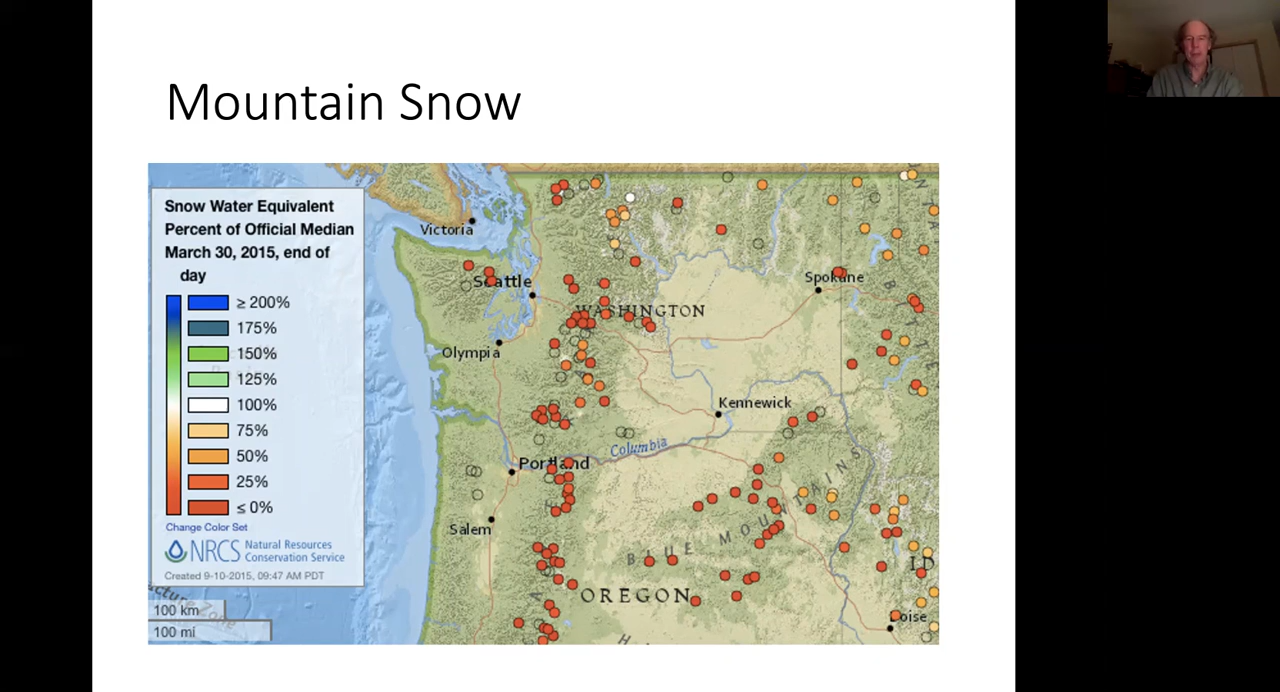 Mountain Snow
Snow Water Equivalent
Percent of Official Median
March 30, 2015, end of
day
≥ 200%
175%
150%
125%
100%
75%
50%
25%
≤ 0%
Change Color Set
NRCS Natural Resources
Conservation Service
Created 9-10-2015, 09:47 AM PDT
100 km
100 mi
Victoria
Seattle
Spokane
WASHINGTON
Olympia
Kennewick
Columbia
Portland
Salem
BLUE MOUNTAINS
OREGON
ID
Boise